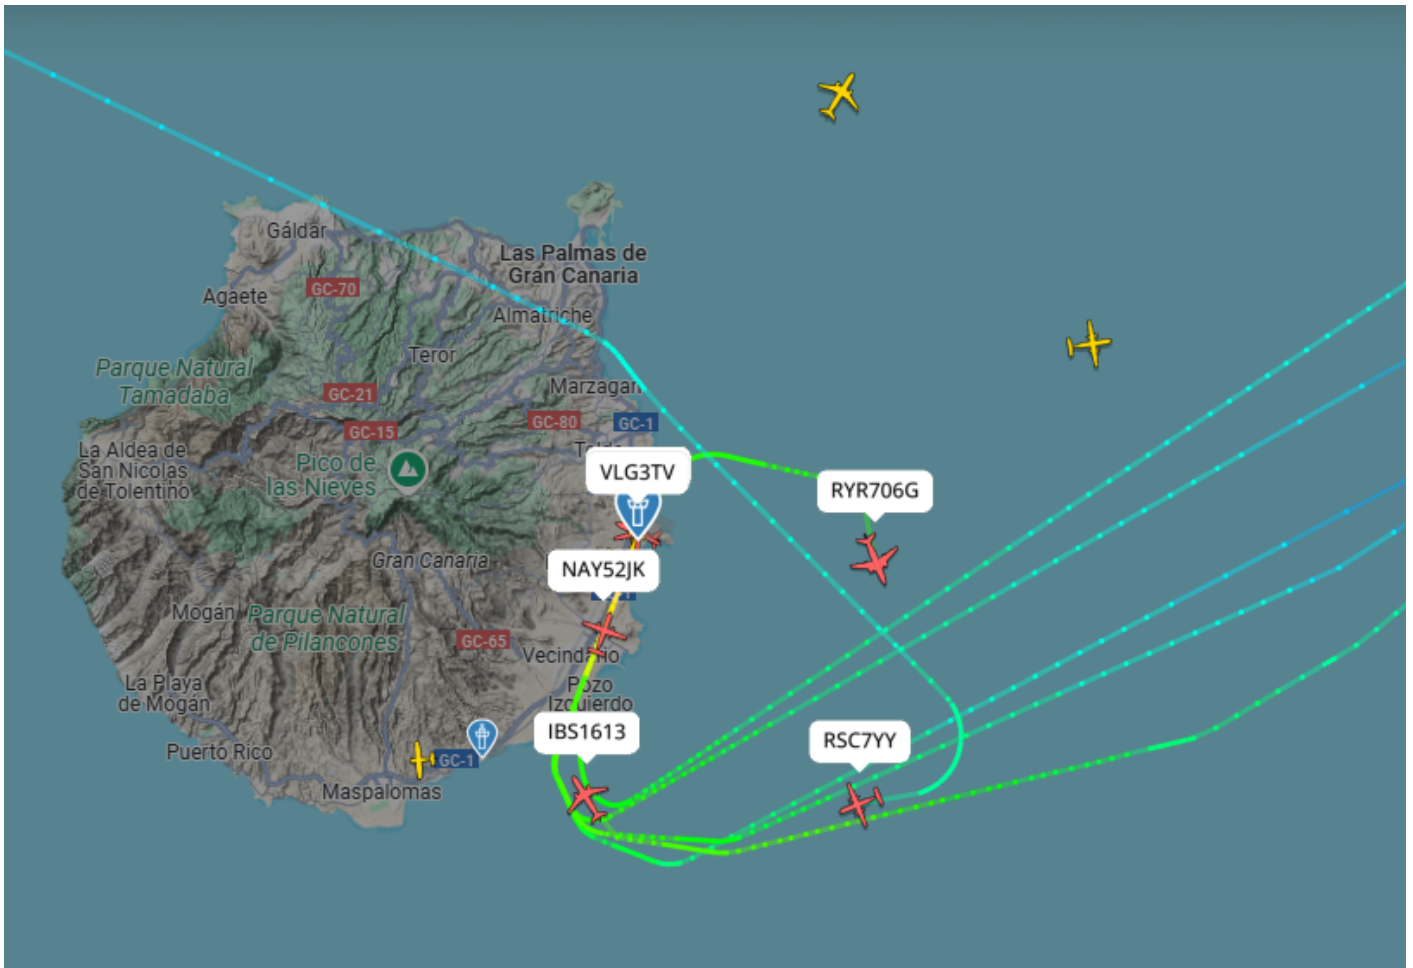 Gáldar
Las Palmas de
Gran Canaria
GC-70
Agaete
Almatriche
Teror
Parque Natural
Tamadaba
Marzagan
GC-21
GC-80
GC-1
GC-15
La Aldea de
San Nicolas
de Tolentino
Pico de
las Nieves
VLG3TV
RYR706G
Gran Canaria
NAY52JK
Mogán
Parque Natural
de Pilancones
GC-65
Vecindario
Pozo
Izquierdo
La Playa
de Mogán
IBS1613
RSC7YY
Puerto Rico
GC-1
Maspalomas